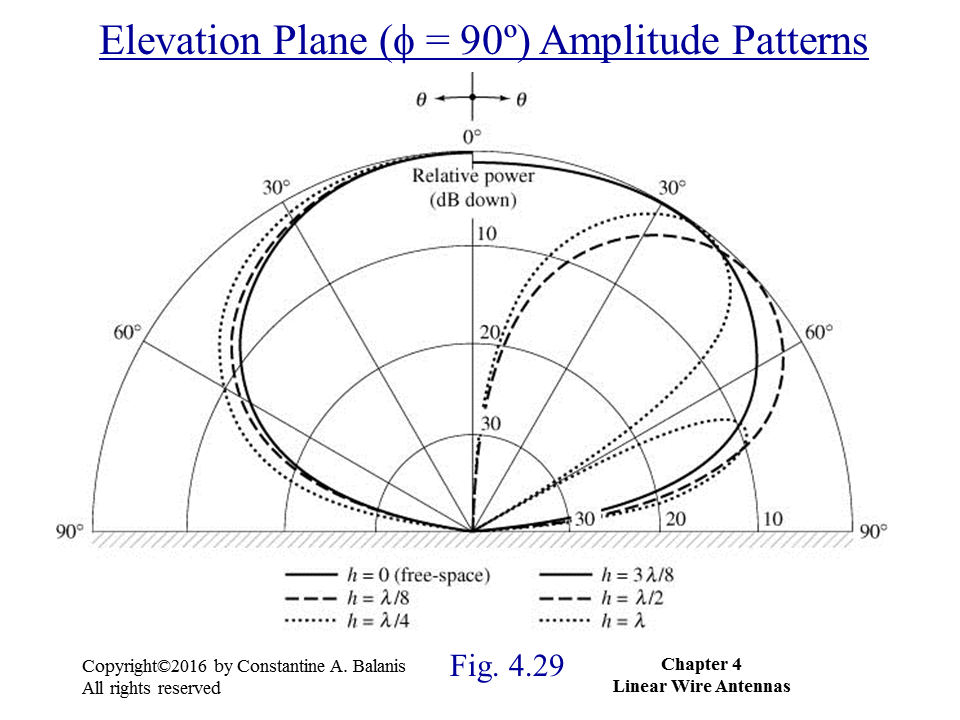 Elevation Plane (ϕ = 90º) Amplitude Patterns
θ θ
0°
30° Relative power 30°
(dB down)
10
60° 20 60°
30
90° 30 20 10 90°
h = 0 (free-space) h = 3λ/8
h = λ/8 h = λ/2
h = λ/4 h = λ
Copyright©2016 by Constantine A. Balanis
All rights reserved
Fig. 4.29
Chapter 4
Linear Wire Antennas